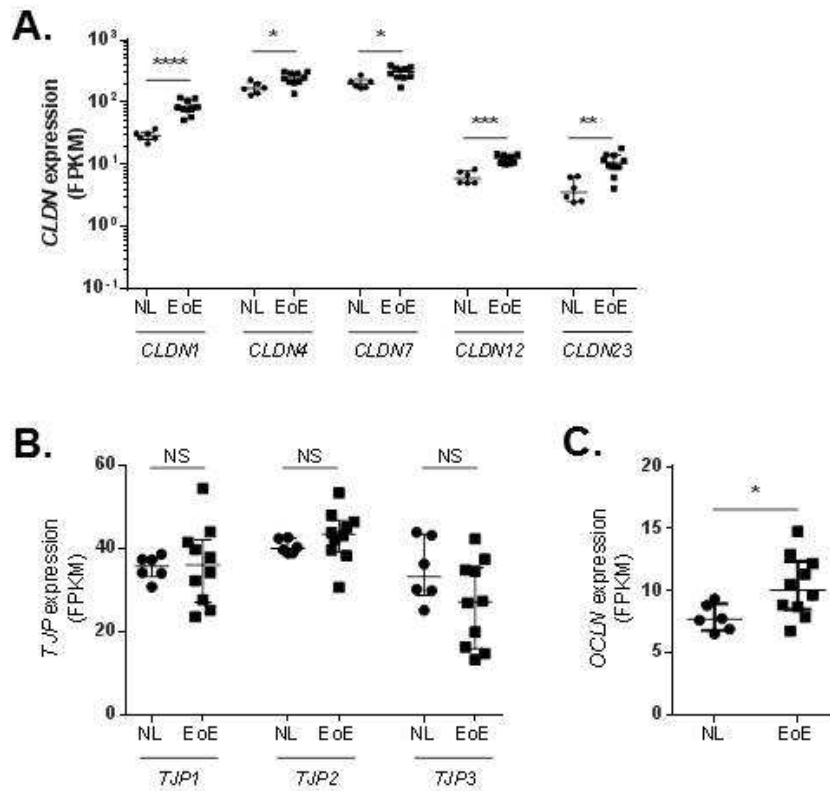 A.
CLDN expression
(FPKM)
10³
10²
10¹
10⁰
10⁻¹
**** * * *** **
NL EoE NL EoE NL EoE NL EoE NL EoE
CLDN1 CLDN4 CLDN7 CLDN12 CLDN23
B.
TJP expression
(FPKM)
60
40
20
0
NS NS NS
NL EoE NL EoE NL EoE
TJP1 TJP2 TJP3
C.
OCLN expression
(FPKM)
20
15
10
5
0
*
NL EoE